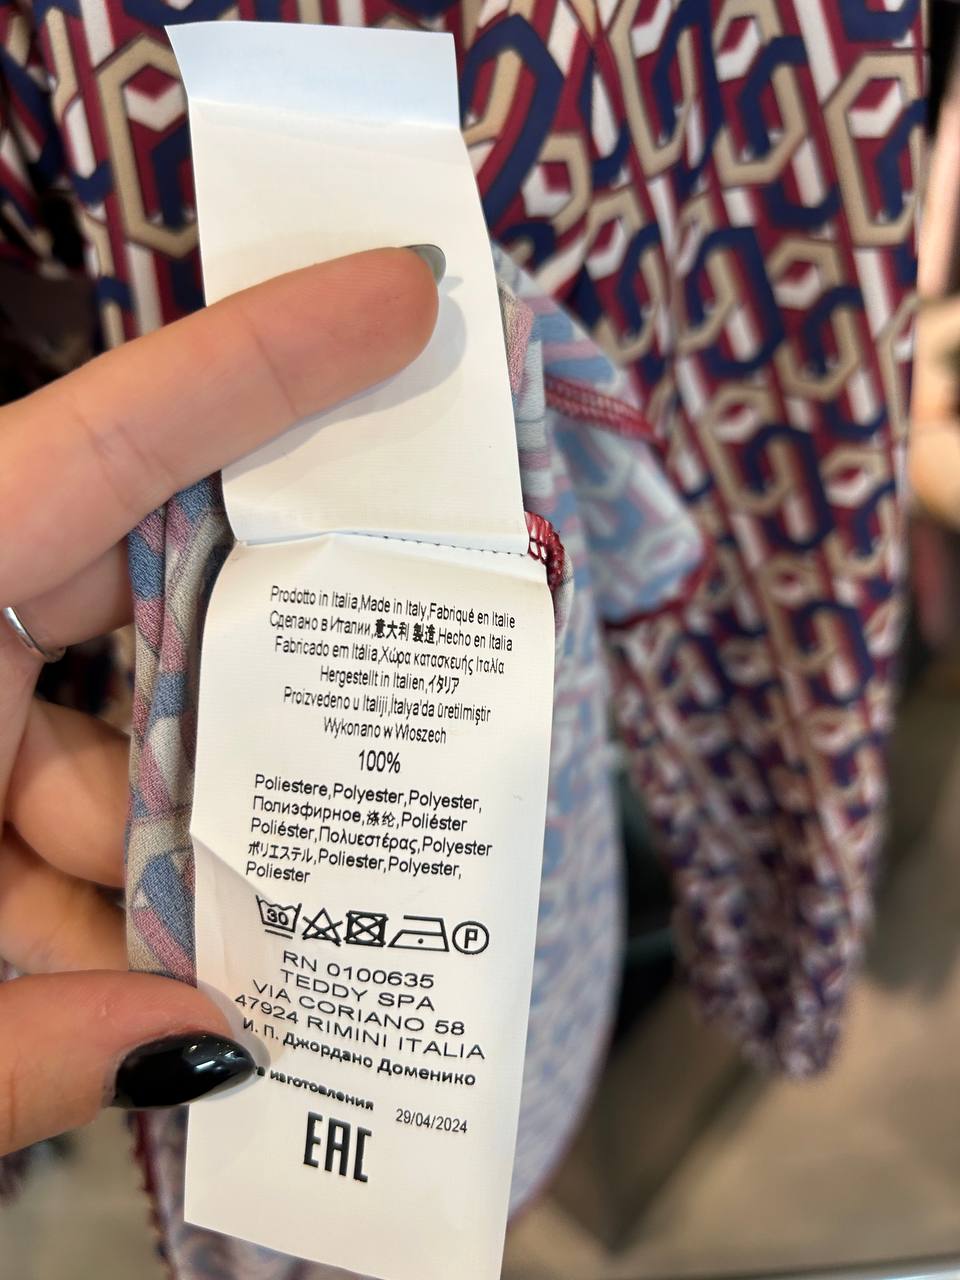 Prodotto in Italia,Made in Italy,Fabriqué en Italie
Сделано в Италии,意大利 製造,Hecho en Italia
Fabricado em Itália,Χώρα κατασκευής Ιταλία
Hergestellt in Italien,イタリア
Proizvedeno u Italiji,İtalya'da üretilmiştir
Wykonano w Włoszech
100%
Poliestere,Polyester,Polyester,
Полиэфирное,涤纶,Poliéster
Poliéster,Πολυεστέρας,Polyester
ポリエステル,Poliester,Polyester,
Poliester
30 P
RN 0100635
TEDDY SPA
VIA CORIANO 58
47924 RIMINI ITALIA
И. П. Джордано Доменико
изготовления 29/04/2024
EAC